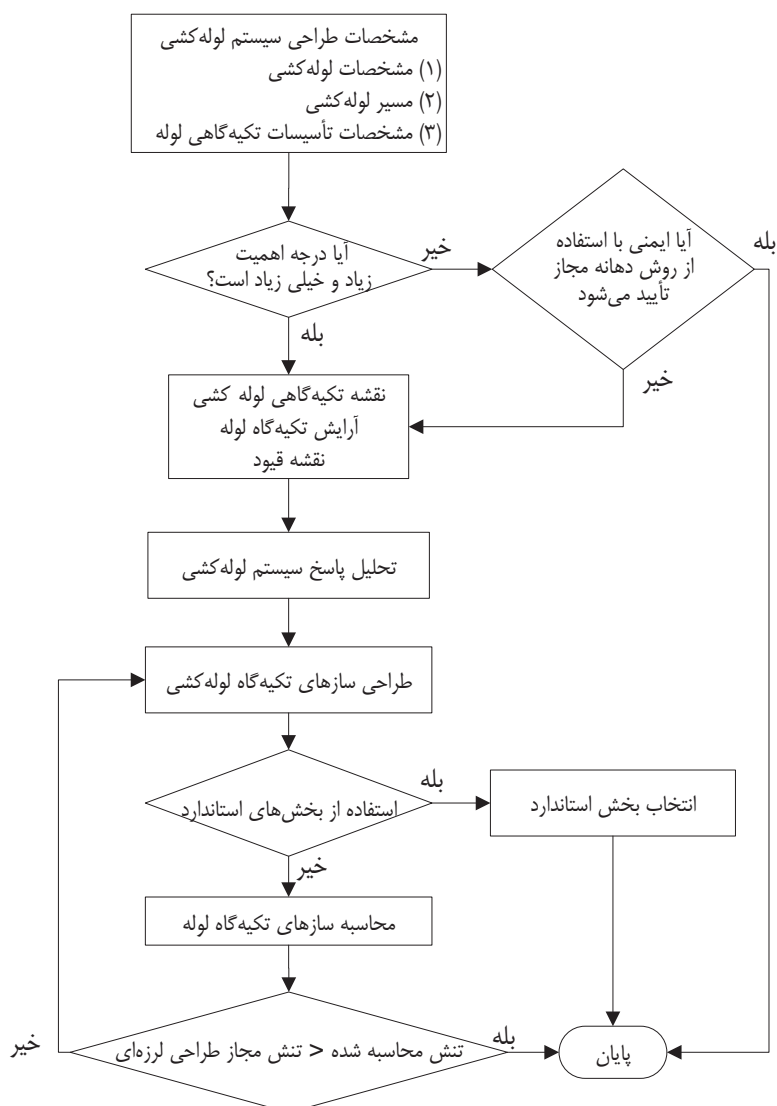 مشخصات طراحی سیستم لوله‌کشی
(۱) مشخصات لوله‌کشی
(۲) مسیر لوله‌کشی
(۳) مشخصات تأسیسات تکیه‌گاهی لوله
آیا درجه اهمیت
زیاد و خیلی زیاد است؟
خیر
آیا ایمنی با استفاده
از روش دهانه مجاز
تأیید می‌شود
بله
بله
خیر
نقشه تکیه‌گاهی لوله کشی
آرایش تکیه‌گاه لوله
نقشه قیود
تحلیل پاسخ سیستم لوله‌کشی
طراحی سازهای تکیه‌گاه لوله‌کشی
استفاده از بخش‌های استاندارد
بله
انتخاب بخش استاندارد
خیر
محاسبه سازهای تکیه‌گاه لوله
تنش محاسبه شده < تنش مجاز طراحی لرزه‌ای
خیر
بله
پایان